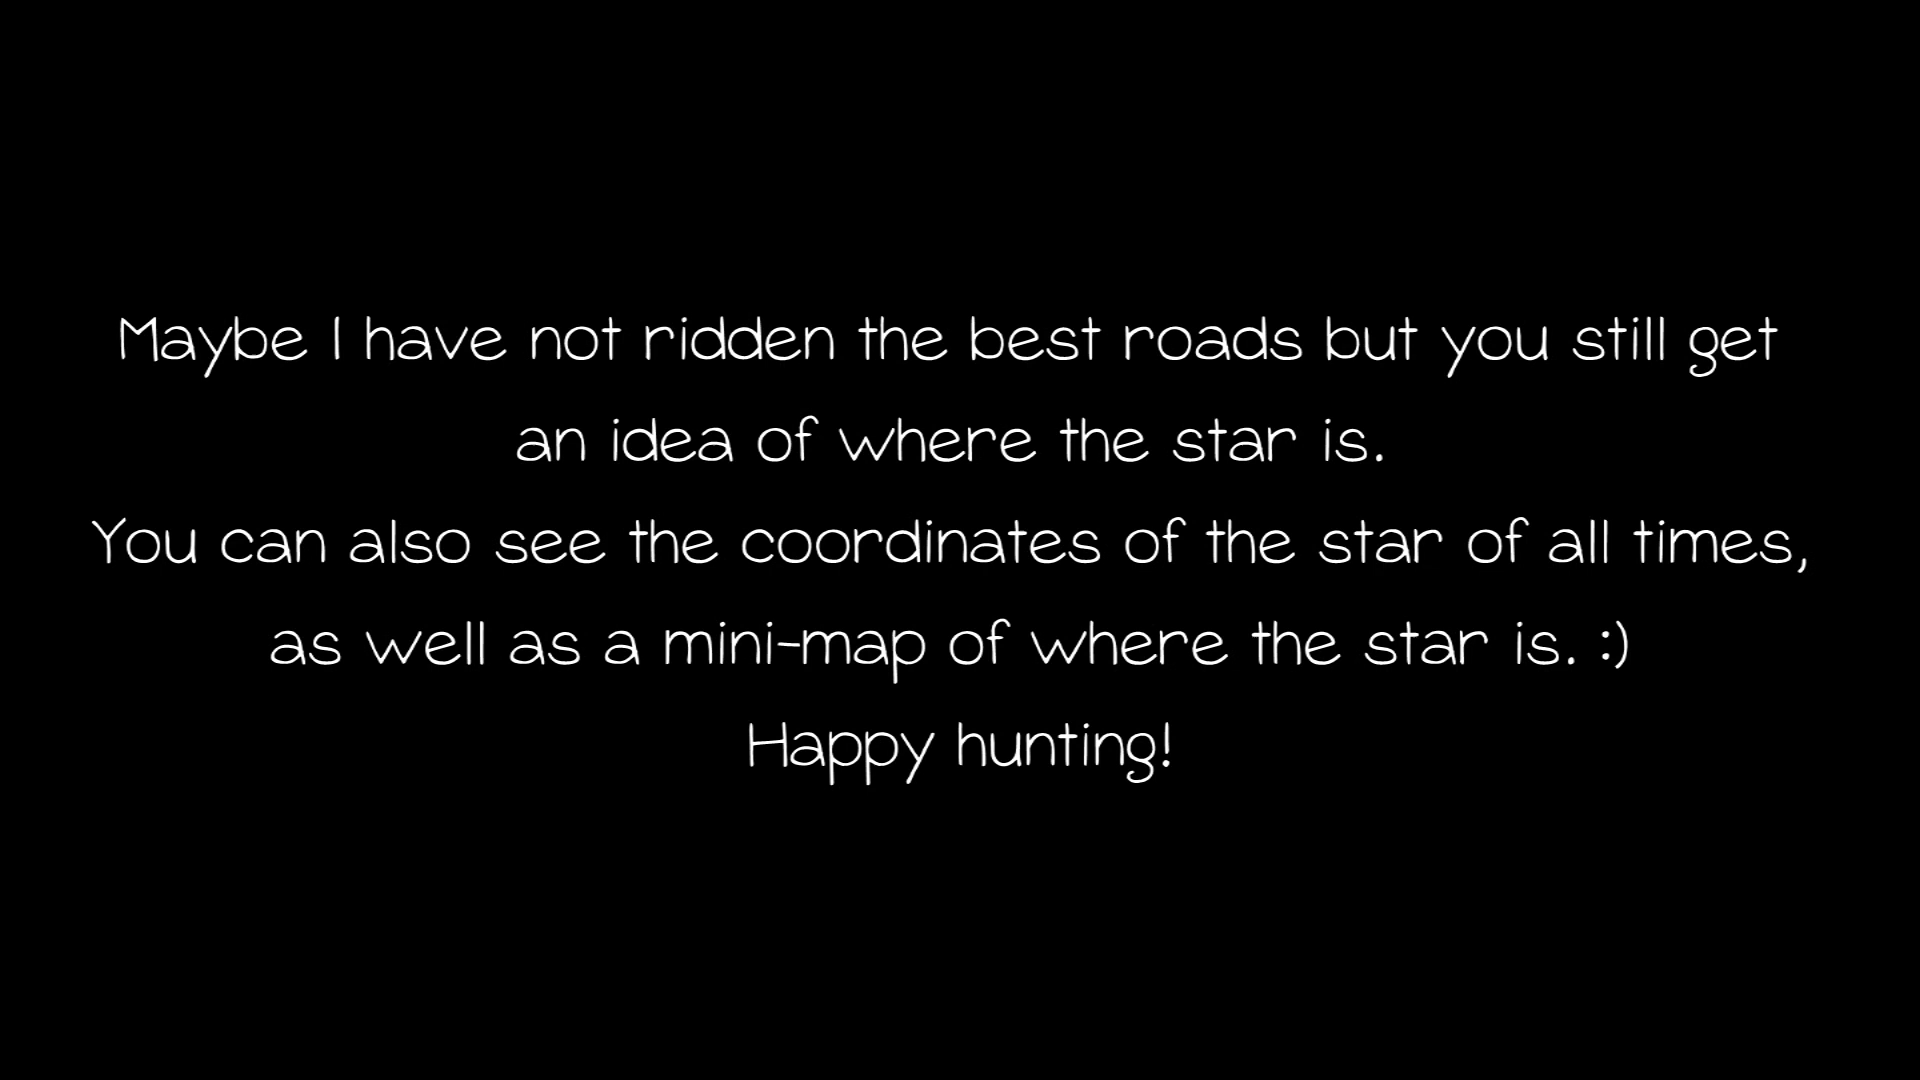 Maybe I have not ridden the best roads but you still get
an idea of where the star is.
You can also see the coordinates of the star of all times,
as well as a mini-map of where the star is. :)
Happy hunting!